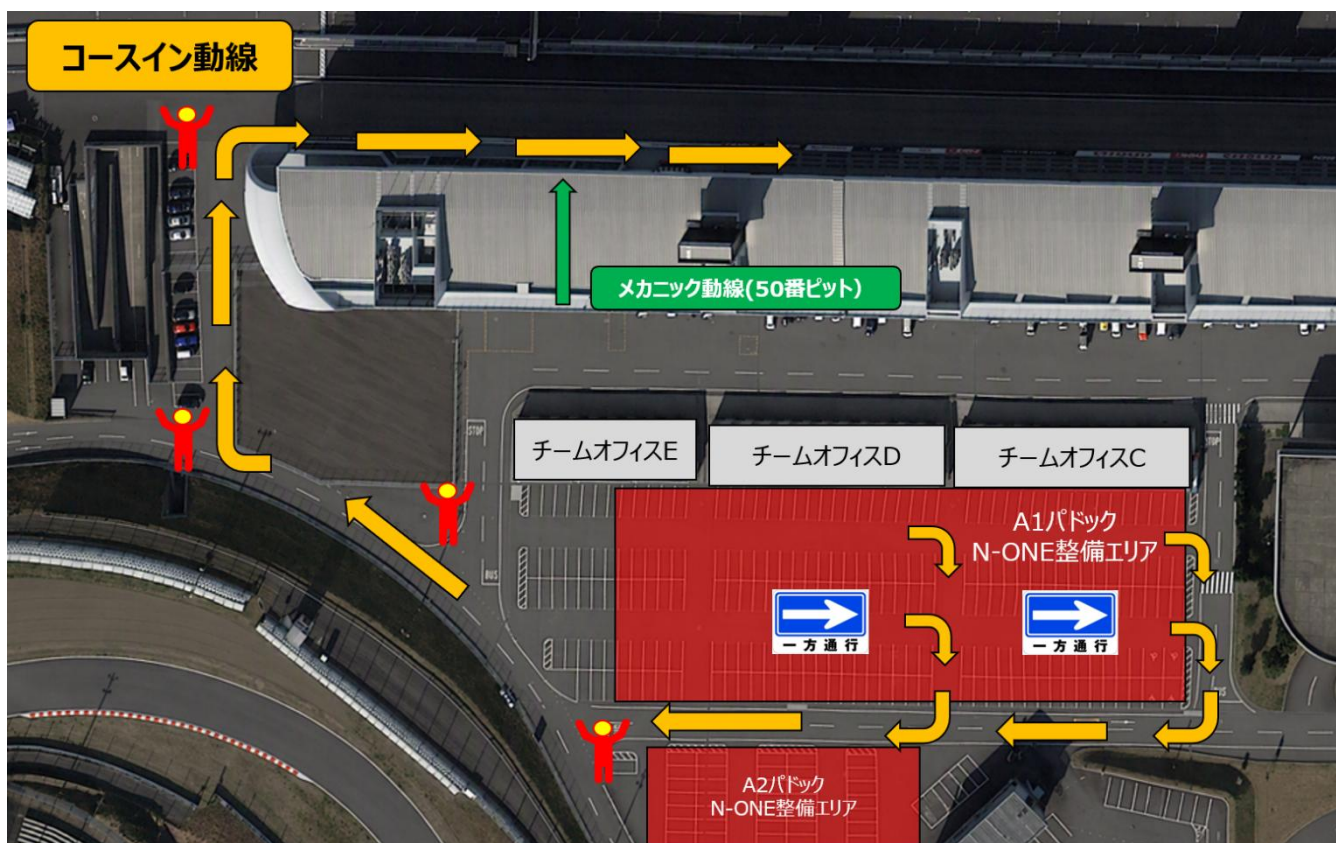 コースイン動線
メカニック動線(50番ピット)
STOP
STOP
チームオフィスE
チームオフィスD
チームオフィスC
A1パドック
N-ONE整備エリア
BUS
一方通行
一方通行
BUS
A2パドック
N-ONE整備エリア